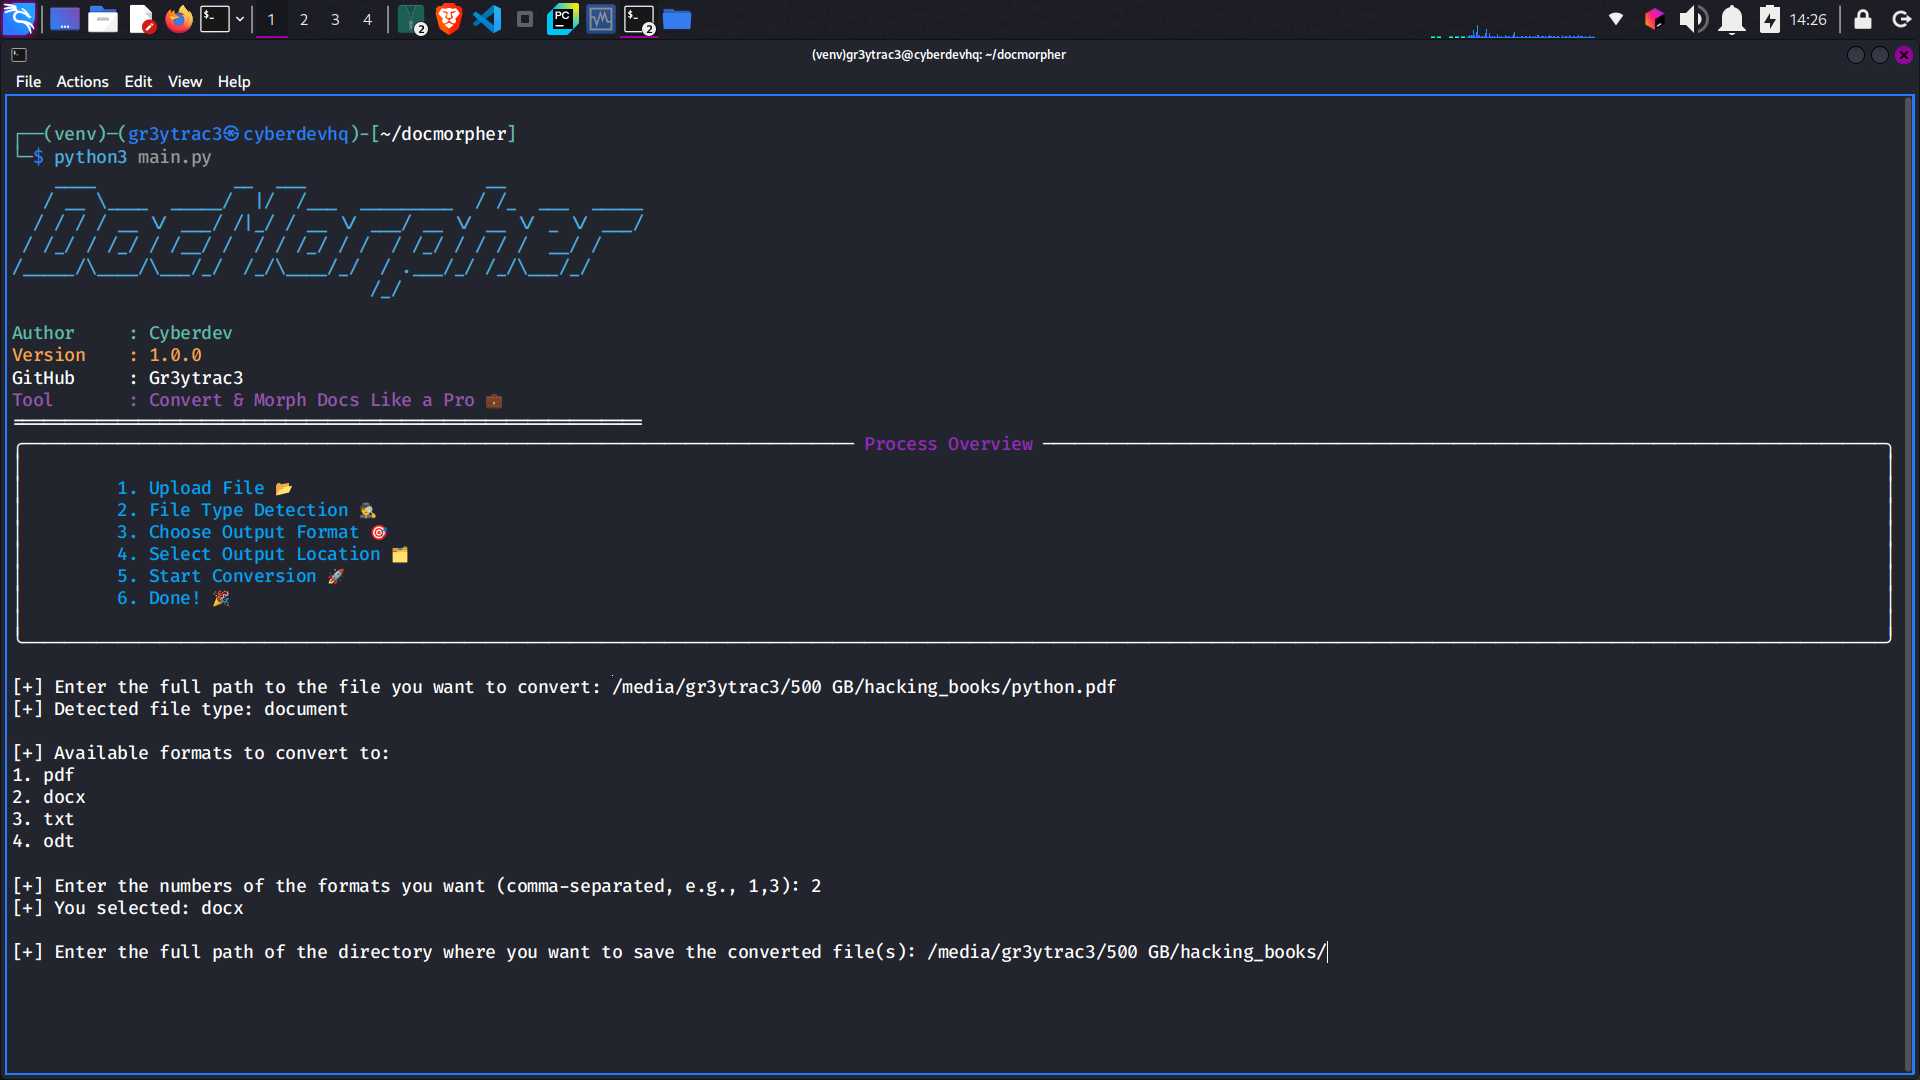 1 2 3 4 2 PC 2 14:26
(venv)gr3ytrac3@cyberdevhq: ~/docmorpher
File Actions Edit View Help
┌──(venv)─(gr3ytrac3㉿cyberdevhq)-[~/docmorpher]
└─$ python3 main.py
DocMorpher
Author : Cyberdev
Version : 1.0.0
GitHub : Gr3ytrac3
Tool : Convert & Morph Docs Like a Pro 💼
Process Overview
1. Upload File 📂
2. File Type Detection 🕵️
3. Choose Output Format 🎯
4. Select Output Location 🗂️
5. Start Conversion 🚀
6. Done! 🎉
[+] Enter the full path to the file you want to convert: /media/gr3ytrac3/500 GB/hacking_books/python.pdf
[+] Detected file type: document
[+] Available formats to convert to:
1. pdf
2. docx
3. txt
4. odt
[+] Enter the numbers of the formats you want (comma-separated, e.g., 1,3): 2
[+] You selected: docx
[+] Enter the full path of the directory where you want to save the converted file(s): /media/gr3ytrac3/500 GB/hacking_books/